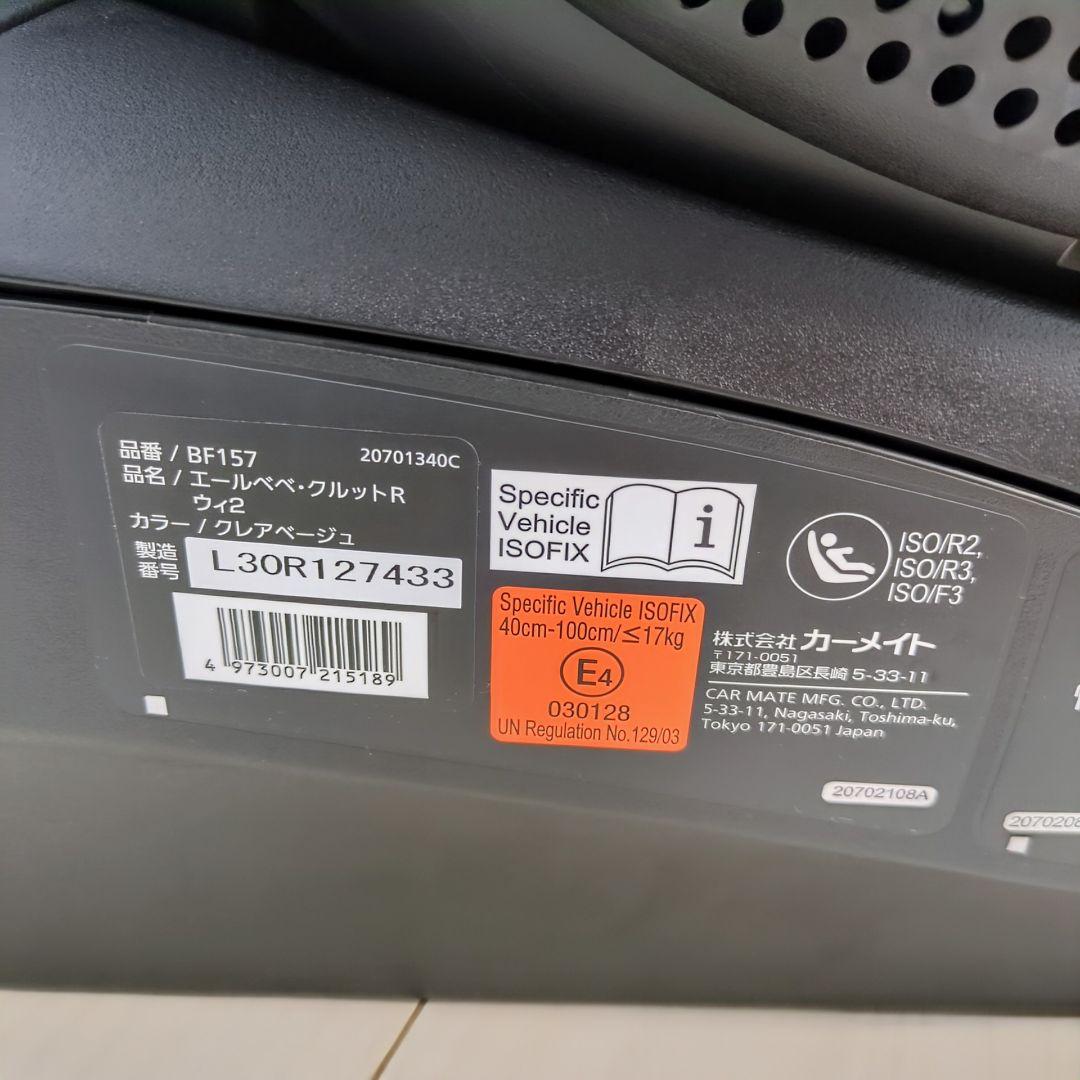 品番 / BF157
20701340C
品名 / エールベベ・クルットR
ウィ2
カラー / クレアベージュ
製造
番号
L30R127433
4 973007 215189
Specific
Vehicle
ISOFIX
i
Specific Vehicle ISOFIX
40cm-100cm/≤17kg
E4
030128
UN Regulation No.129/03
ISO/R2,
ISO/R3,
ISO/F3
株式会社 カーメイト
〒171-0051
東京都豊島区長崎 5-33-11
CAR MATE MFG. CO., LTD.
5-33-11, Nagasaki, Toshima-ku,
Tokyo 171-0051 Japan
20702108A